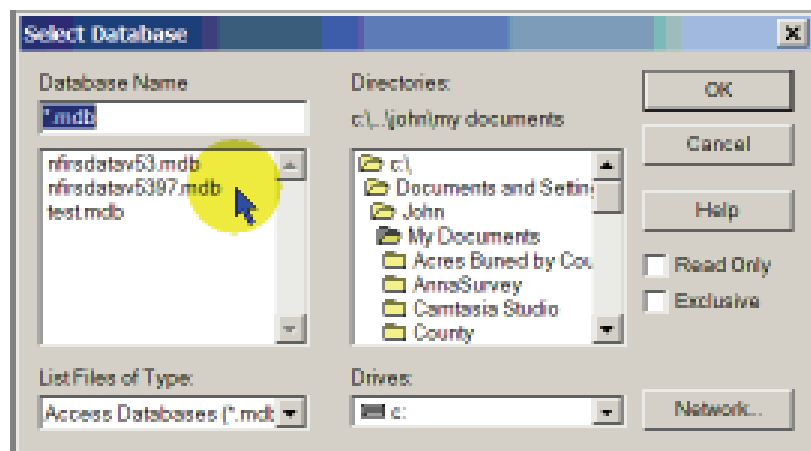 Select Database
Database Name
*.mdb
nfirsdatav53.mdb
nfirsdatav5397.mdb
test.mdb
List Files of Type:
Access Databases (*.mdb
Directories:
c:\...\john\my documents
c:\
Documents and Setting
John
My Documents
Acres Buned by Cou
AnnaSurvey
Camtasia Studio
County
Drives:
c:
OK
Cancel
Help
Read Only
Exclusive
Network...